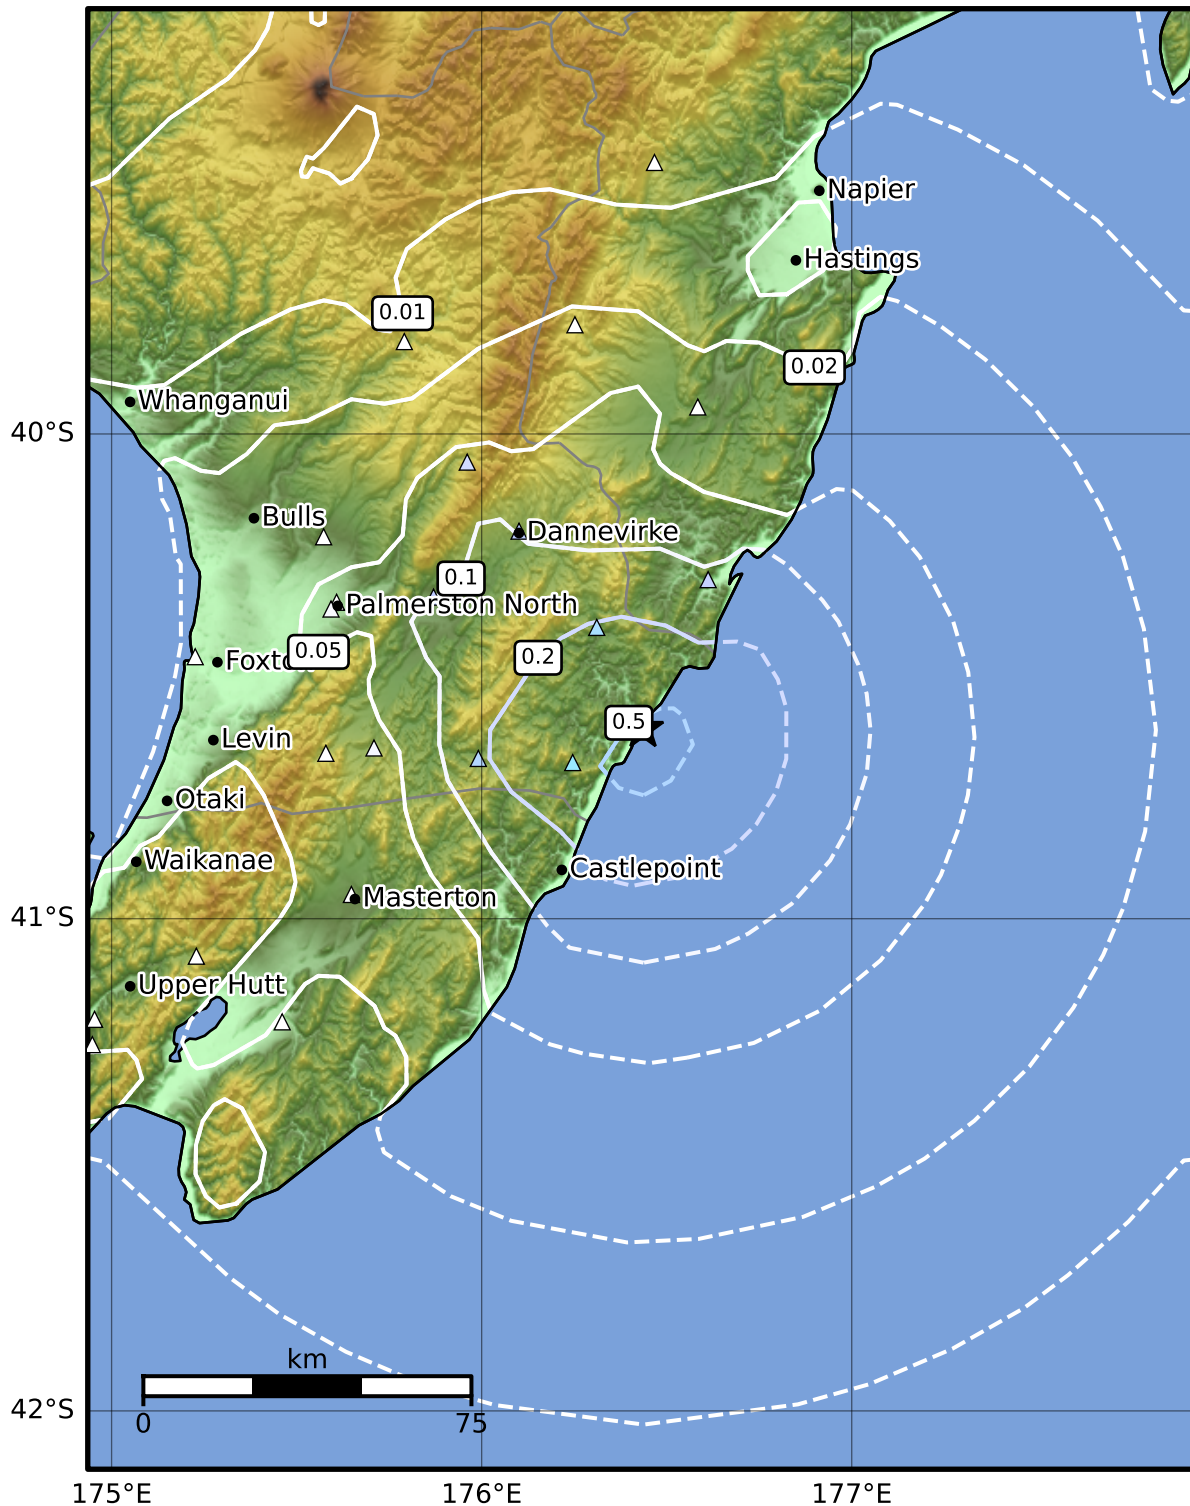 Napier
Hastings
0.01
0.02
Whanganui
40°S
Bulls
Dannevirke
0.1
Palmerston North
0.05
0.2
0.5
Levin
Otaki
Waikanae
Castlepoint
Masterton
41°S
Upper Hutt
km
0
75
42°S
175°E
176°E
177°E